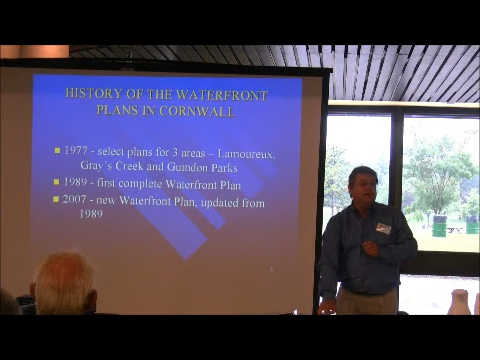 HISTORY OF THE WATERFRONT
PLANS IN CORNWALL
1977 - select plans for 3 areas – Lamoureux,
Gray's Creek and Guindon Parks
1989 - first complete Waterfront Plan
2007 - new Waterfront Plan, updated from
1989